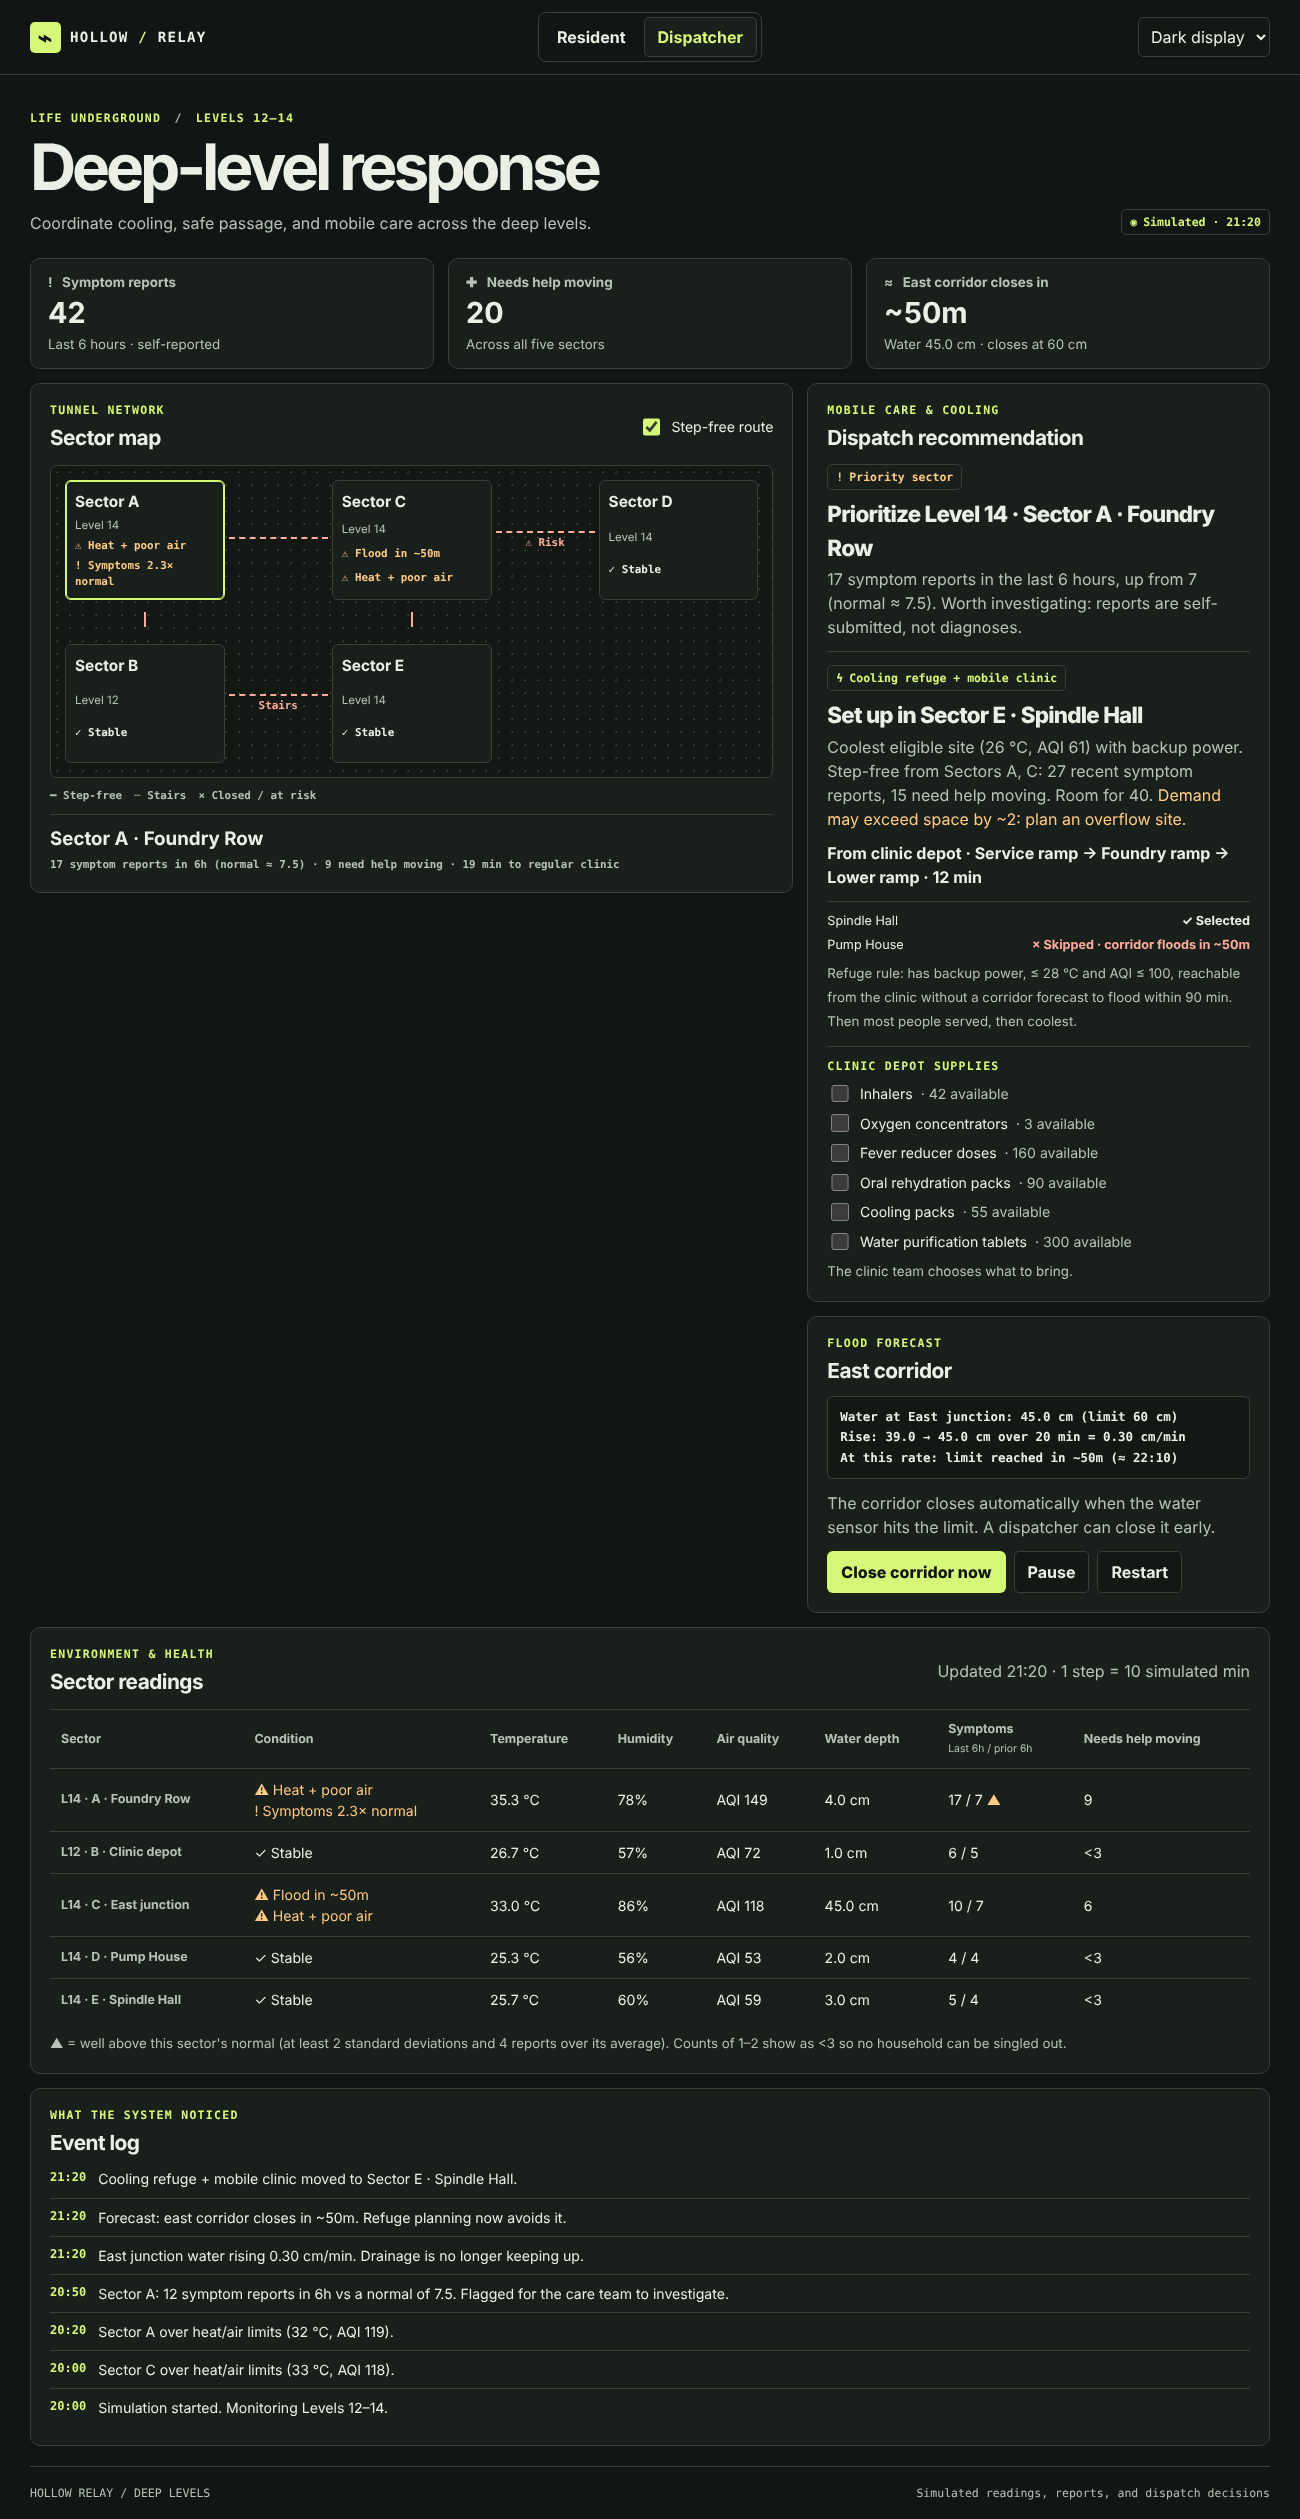 HOLLOW / RELAY
Resident
Dispatcher
Dark display
LIFE UNDERGROUND / LEVELS 12–14
Deep-level response
Coordinate cooling, safe passage, and mobile care across the deep levels.
◉ Simulated · 21:20
! Symptom reports
42
Last 6 hours · self-reported
✚ Needs help moving
20
Across all five sectors
≈ East corridor closes in
~50m
Water 45.0 cm · closes at 60 cm
TUNNEL NETWORK
Sector map
Step-free route
Sector A
Level 14
⚠ Heat + poor air
! Symptoms 2.3×
normal
Sector C
Level 14
⚠ Flood in ~50m
⚠ Heat + poor air
⚠ Risk
Sector D
Level 14
✓ Stable
Sector B
Level 12
✓ Stable
Stairs
Sector E
Level 14
✓ Stable
━ Step-free ┄ Stairs × Closed / at risk
Sector A · Foundry Row
17 symptom reports in 6h (normal ≈ 7.5) · 9 need help moving · 19 min to regular clinic
MOBILE CARE & COOLING
Dispatch recommendation
! Priority sector
Prioritize Level 14 · Sector A · Foundry
Row
17 symptom reports in the last 6 hours, up from 7
(normal ≈ 7.5). Worth investigating: reports are self-
submitted, not diagnoses.
ϟ Cooling refuge + mobile clinic
Set up in Sector E · Spindle Hall
Coolest eligible site (26 °C, AQI 61) with backup power.
Step-free from Sectors A, C: 27 recent symptom
reports, 15 need help moving. Room for 40. Demand
may exceed space by ~2: plan an overflow site.
From clinic depot · Service ramp → Foundry ramp →
Lower ramp · 12 min
Spindle Hall ✓ Selected
Pump House × Skipped · corridor floods in ~50m
Refuge rule: has backup power, ≤ 28 °C and AQI ≤ 100, reachable
from the clinic without a corridor forecast to flood within 90 min.
Then most people served, then coolest.
CLINIC DEPOT SUPPLIES
Inhalers · 42 available
Oxygen concentrators · 3 available
Fever reducer doses · 160 available
Oral rehydration packs · 90 available
Cooling packs · 55 available
Water purification tablets · 300 available
The clinic team chooses what to bring.
FLOOD FORECAST
East corridor
Water at East junction: 45.0 cm (limit 60 cm)
Rise: 39.0 → 45.0 cm over 20 min = 0.30 cm/min
At this rate: limit reached in ~50m (≈ 22:10)
The corridor closes automatically when the water
sensor hits the limit. A dispatcher can close it early.
Close corridor now
Pause
Restart
ENVIRONMENT & HEALTH
Sector readings
Updated 21:20 · 1 step = 10 simulated min
Sector Condition Temperature Humidity Air quality Water depth Symptoms Needs help moving
Last 6h / prior 6h
L14 · A · Foundry Row ⚠ Heat + poor air 35.3 °C 78% AQI 149 4.0 cm 17 / 7 ▲ 9
! Symptoms 2.3× normal
L12 · B · Clinic depot ✓ Stable 26.7 °C 57% AQI 72 1.0 cm 6 / 5 <3
L14 · C · East junction ⚠ Flood in ~50m 33.0 °C 86% AQI 118 45.0 cm 10 / 7 6
⚠ Heat + poor air
L14 · D · Pump House ✓ Stable 25.3 °C 56% AQI 53 2.0 cm 4 / 4 <3
L14 · E · Spindle Hall ✓ Stable 25.7 °C 60% AQI 59 3.0 cm 5 / 4 <3
▲ = well above this sector's normal (at least 2 standard deviations and 4 reports over its average). Counts of 1–2 show as <3 so no household can be singled out.
WHAT THE SYSTEM NOTICED
Event log
21:20 Cooling refuge + mobile clinic moved to Sector E · Spindle Hall.
21:20 Forecast: east corridor closes in ~50m. Refuge planning now avoids it.
21:20 East junction water rising 0.30 cm/min. Drainage is no longer keeping up.
20:50 Sector A: 12 symptom reports in 6h vs a normal of 7.5. Flagged for the care team to investigate.
20:20 Sector A over heat/air limits (32 °C, AQI 119).
20:00 Sector C over heat/air limits (33 °C, AQI 118).
20:00 Simulation started. Monitoring Levels 12–14.
HOLLOW RELAY / DEEP LEVELS
Simulated readings, reports, and dispatch decisions